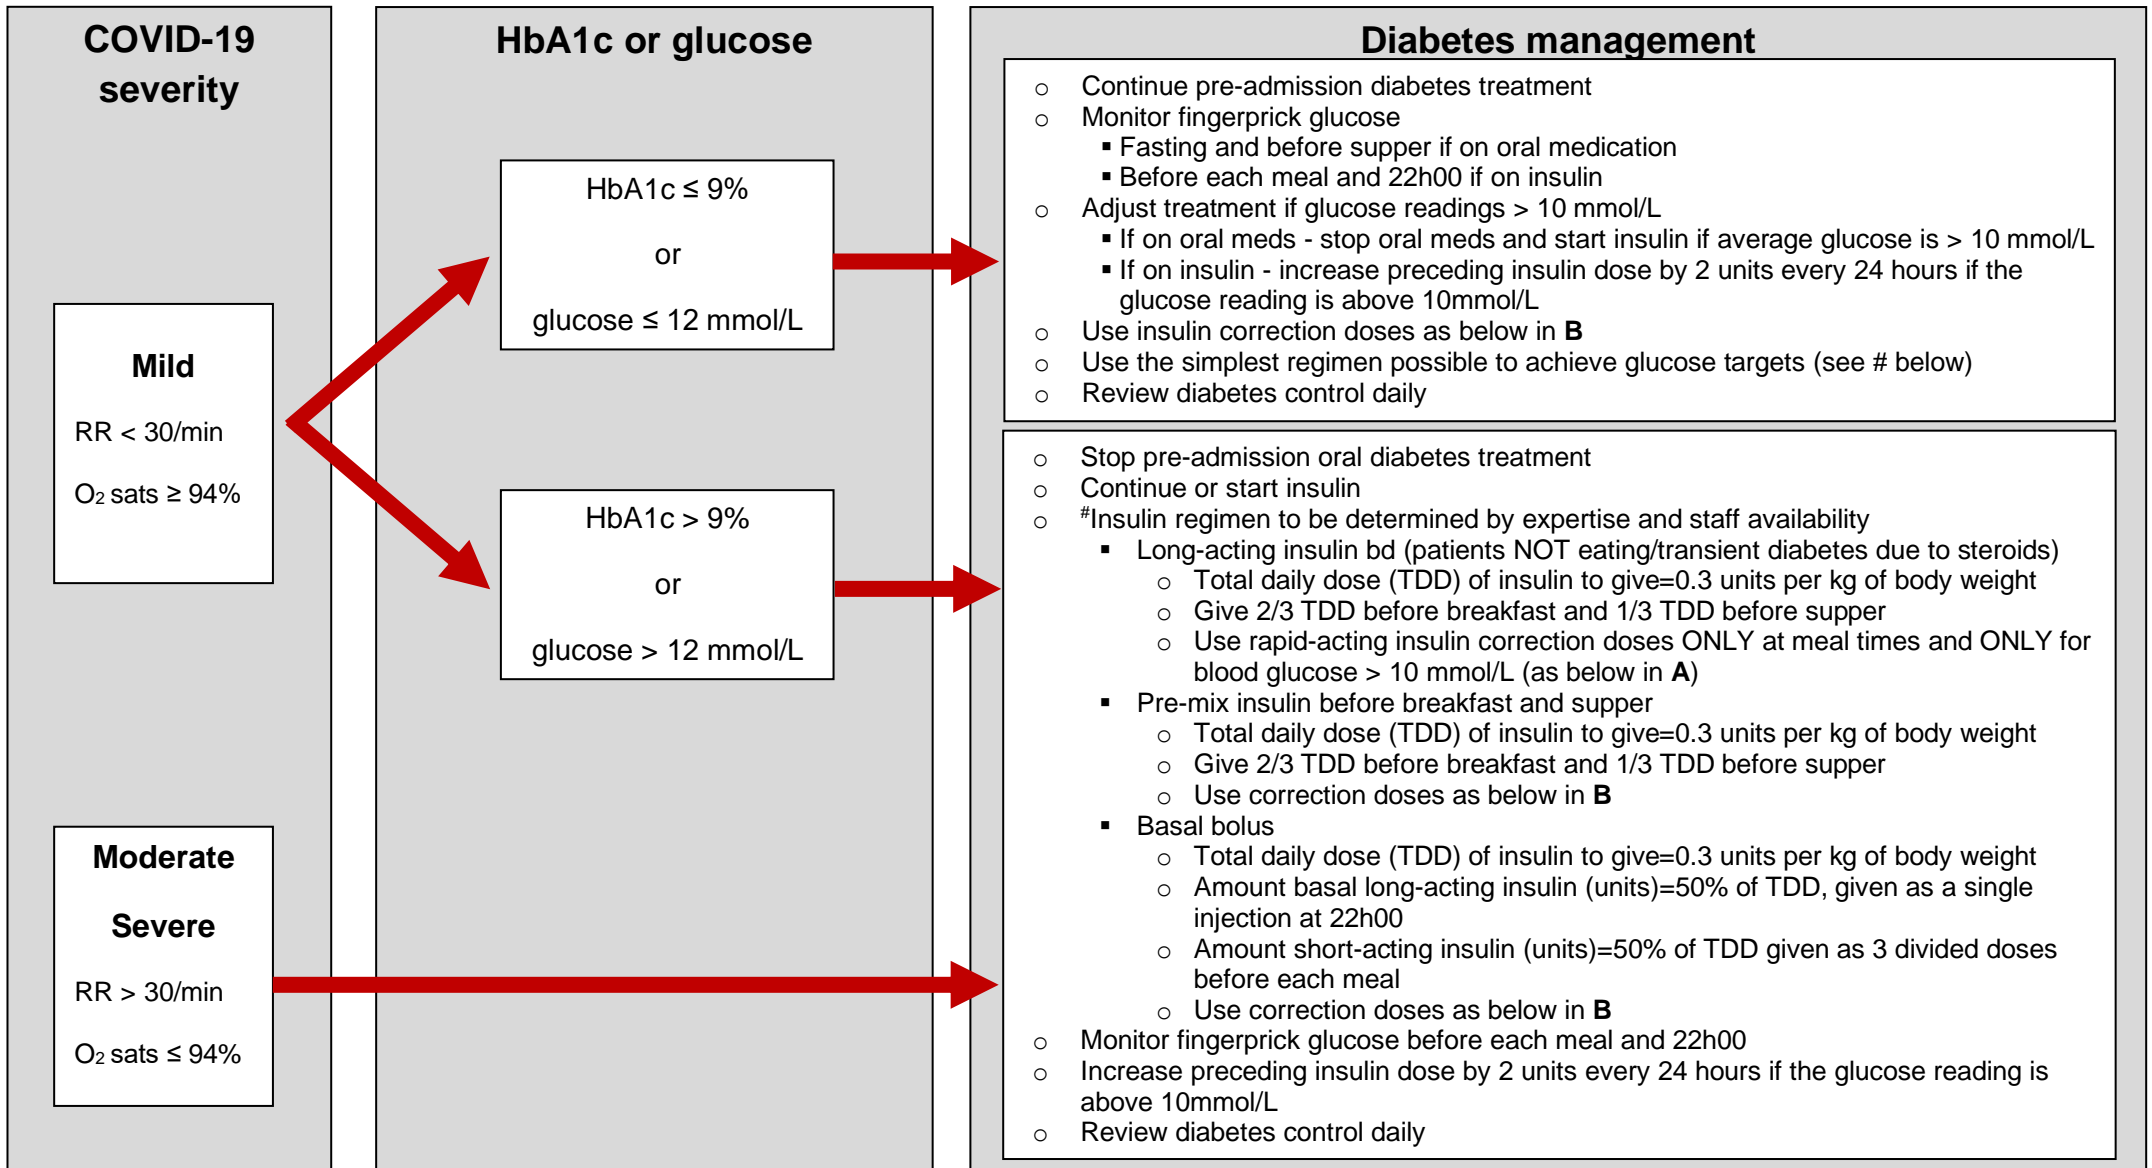 COVID-19
severity
HbA1c or glucose
Diabetes management
Mild
RR < 30/min
O₂ sats ≥ 94%
Moderate
Severe
RR > 30/min
O₂ sats ≤ 94%
HbA1c ≤ 9%
or
glucose ≤ 12 mmol/L
HbA1c > 9%
or
glucose > 12 mmol/L
o Continue pre-admission diabetes treatment
o Monitor fingerprick glucose
▪ Fasting and before supper if on oral medication
▪ Before each meal and 22h00 if on insulin
o Adjust treatment if glucose readings > 10 mmol/L
▪ If on oral meds - stop oral meds and start insulin if average glucose is > 10 mmol/L
▪ If on insulin - increase preceding insulin dose by 2 units every 24 hours if the
glucose reading is above 10mmol/L
o Use insulin correction doses as below in B
o Use the simplest regimen possible to achieve glucose targets (see # below)
o Review diabetes control daily
o Stop pre-admission oral diabetes treatment
o Continue or start insulin
o #Insulin regimen to be determined by expertise and staff availability
▪ Long-acting insulin bd (patients NOT eating/transient diabetes due to steroids)
o Total daily dose (TDD) of insulin to give=0.3 units per kg of body weight
o Give 2/3 TDD before breakfast and 1/3 TDD before supper
o Use rapid-acting insulin correction doses ONLY at meal times and ONLY for
blood glucose > 10 mmol/L (as below in A)
▪ Pre-mix insulin before breakfast and supper
o Total daily dose (TDD) of insulin to give=0.3 units per kg of body weight
o Give 2/3 TDD before breakfast and 1/3 TDD before supper
o Use correction doses as below in B
▪ Basal bolus
o Total daily dose (TDD) of insulin to give=0.3 units per kg of body weight
o Amount basal long-acting insulin (units)=50% of TDD, given as a single
injection at 22h00
o Amount short-acting insulin (units)=50% of TDD given as 3 divided doses
before each meal
o Use correction doses as below in B
o Monitor fingerprick glucose before each meal and 22h00
o Increase preceding insulin dose by 2 units every 24 hours if the glucose reading is
above 10mmol/L
o Review diabetes control daily